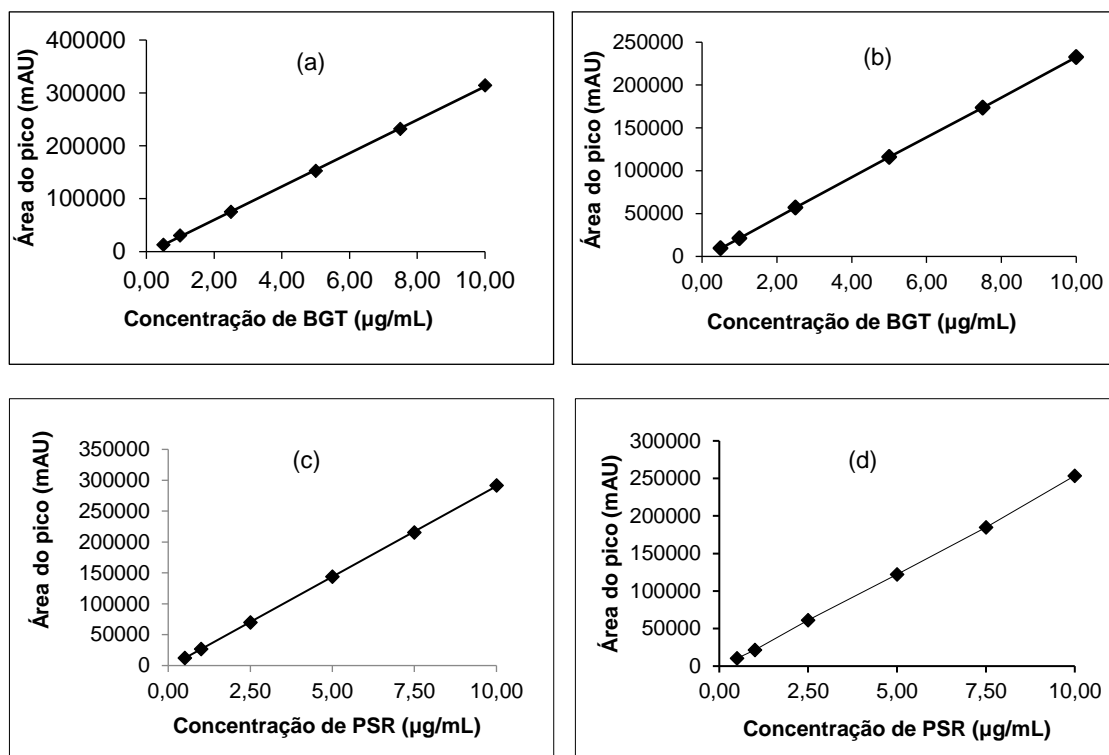 (a)
Área do pico (mAU)
400000
300000
200000
100000
0
0,00 2,00 4,00 6,00 8,00 10,00
Concentração de BGT (µg/mL)
(b)
Área do pico (mAU)
250000
200000
150000
100000
50000
0
0,00 2,00 4,00 6,00 8,00 10,00
Concentração de BGT (µg/mL)
(c)
Área do pico (mAU)
350000
300000
250000
200000
150000
100000
50000
0
0,00 2,50 5,00 7,50 10,00
Concentração de PSR (µg/mL)
(d)
Área do pico (mAU)
300000
250000
200000
150000
100000
50000
0
0,00 2,50 5,00 7,50 10,00
Concentração de PSR (µg/mL)